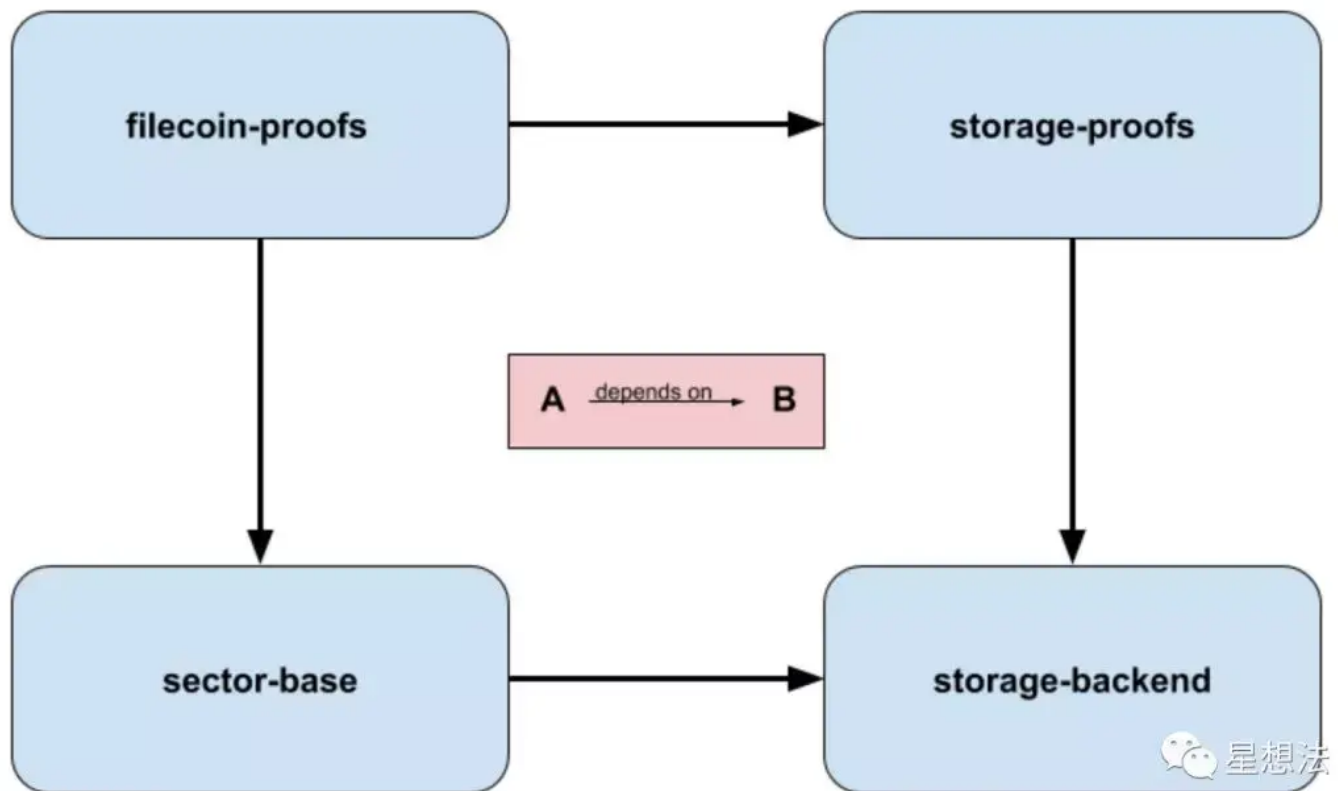 filecoin-proofs
storage-proofs
A depends on B
sector-base
storage-backend
星想法